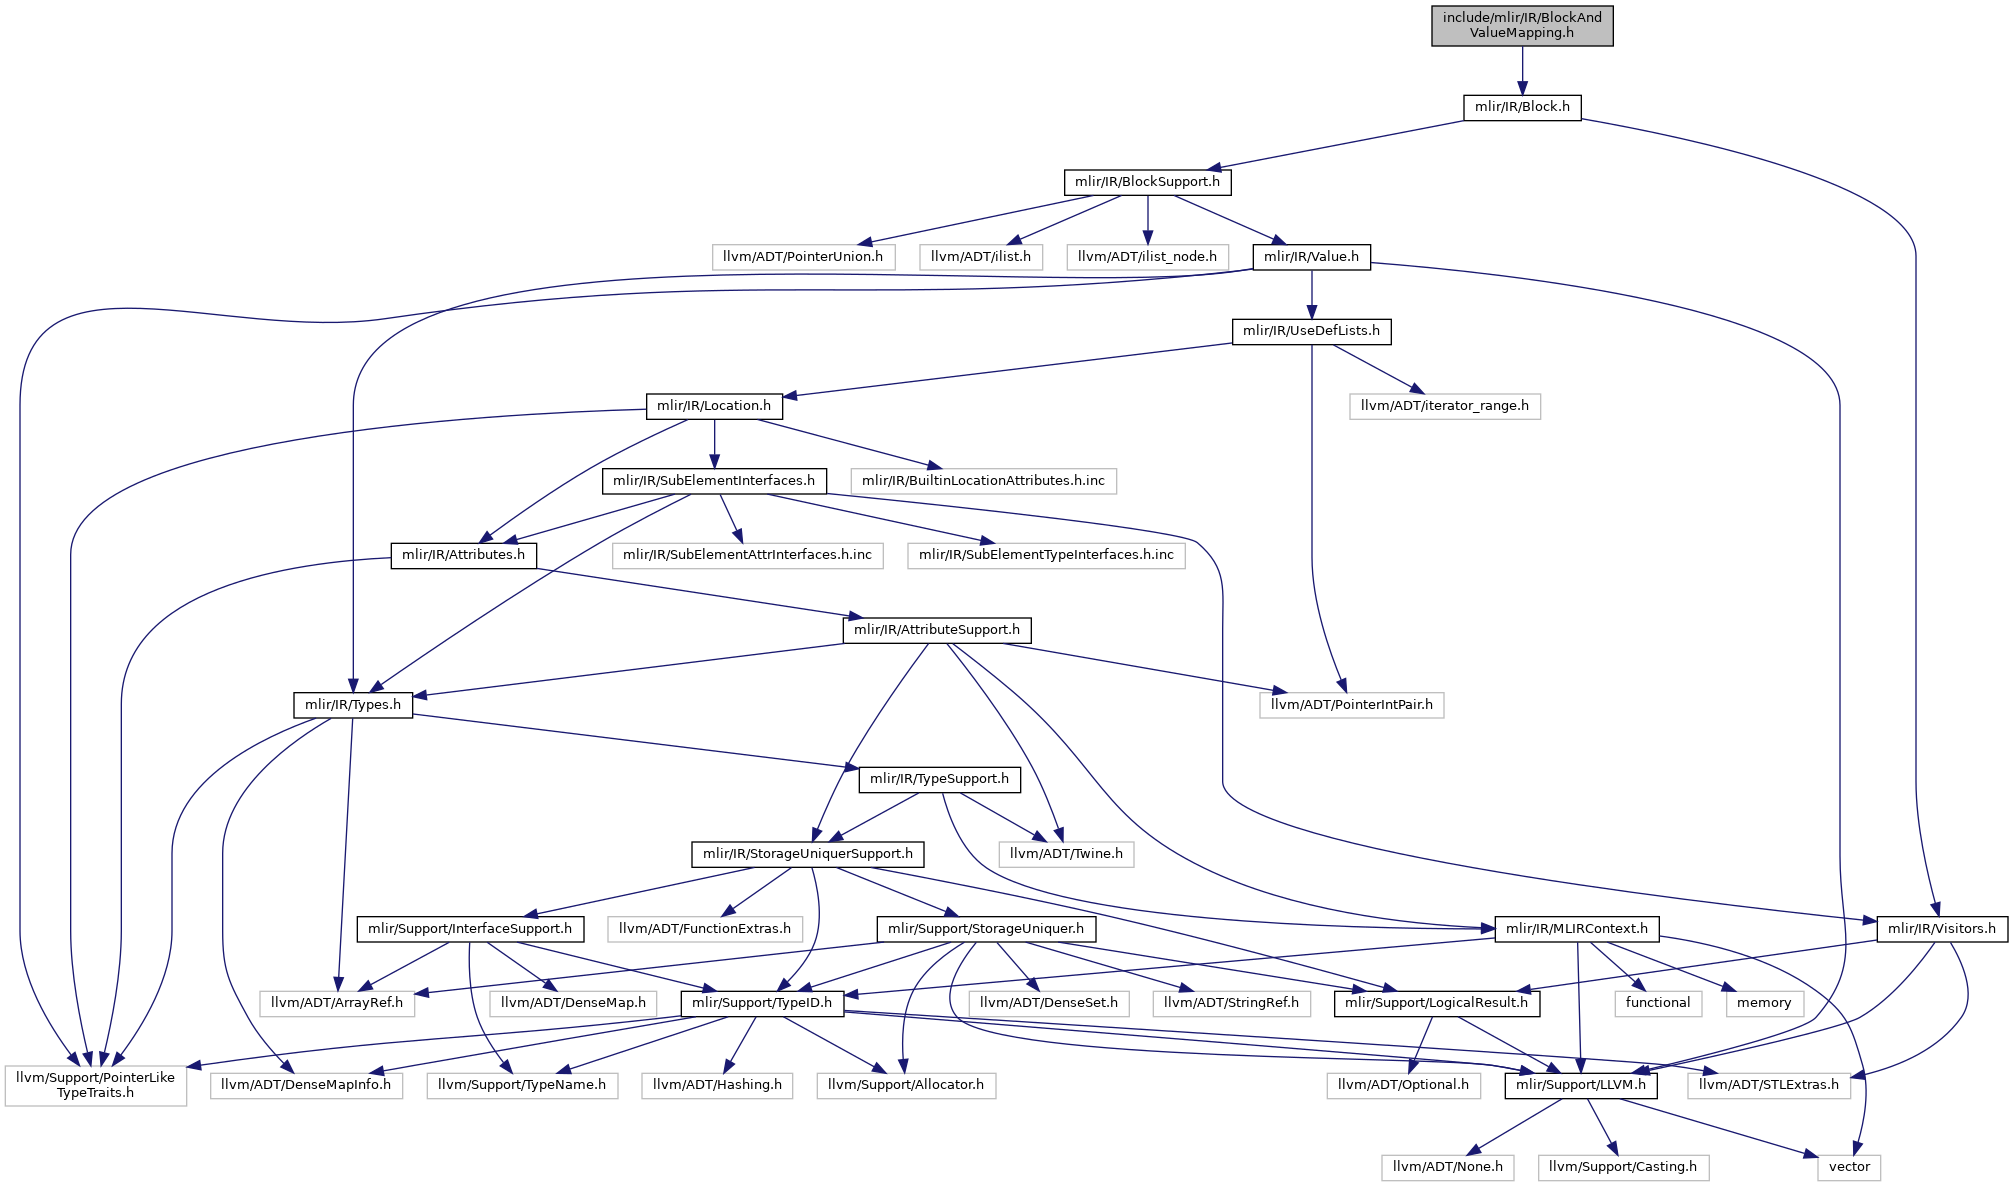 include/mlir/IR/BlockAnd
ValueMapping.h
mlir/IR/Block.h
mlir/IR/BlockSupport.h
llvm/ADT/PointerUnion.h
llvm/ADT/ilist.h
llvm/ADT/ilist_node.h
mlir/IR/Value.h
mlir/IR/UseDefLists.h
mlir/IR/Location.h
llvm/ADT/iterator_range.h
mlir/IR/SubElementInterfaces.h
mlir/IR/BuiltinLocationAttributes.h.inc
mlir/IR/Attributes.h
mlir/IR/SubElementAttrInterfaces.h.inc
mlir/IR/SubElementTypeInterfaces.h.inc
mlir/IR/AttributeSupport.h
mlir/IR/Types.h
llvm/ADT/PointerIntPair.h
mlir/IR/TypeSupport.h
mlir/IR/StorageUniquerSupport.h
llvm/ADT/Twine.h
mlir/Support/InterfaceSupport.h
llvm/ADT/FunctionExtras.h
mlir/Support/StorageUniquer.h
mlir/IR/MLIRContext.h
mlir/IR/Visitors.h
llvm/ADT/ArrayRef.h
llvm/ADT/DenseMap.h
mlir/Support/TypeID.h
llvm/ADT/DenseSet.h
llvm/ADT/StringRef.h
mlir/Support/LogicalResult.h
functional
memory
llvm/Support/PointerLike
TypeTraits.h
llvm/ADT/DenseMapInfo.h
llvm/Support/TypeName.h
llvm/ADT/Hashing.h
llvm/Support/Allocator.h
llvm/ADT/Optional.h
mlir/Support/LLVM.h
llvm/ADT/STLExtras.h
llvm/ADT/None.h
llvm/Support/Casting.h
vector